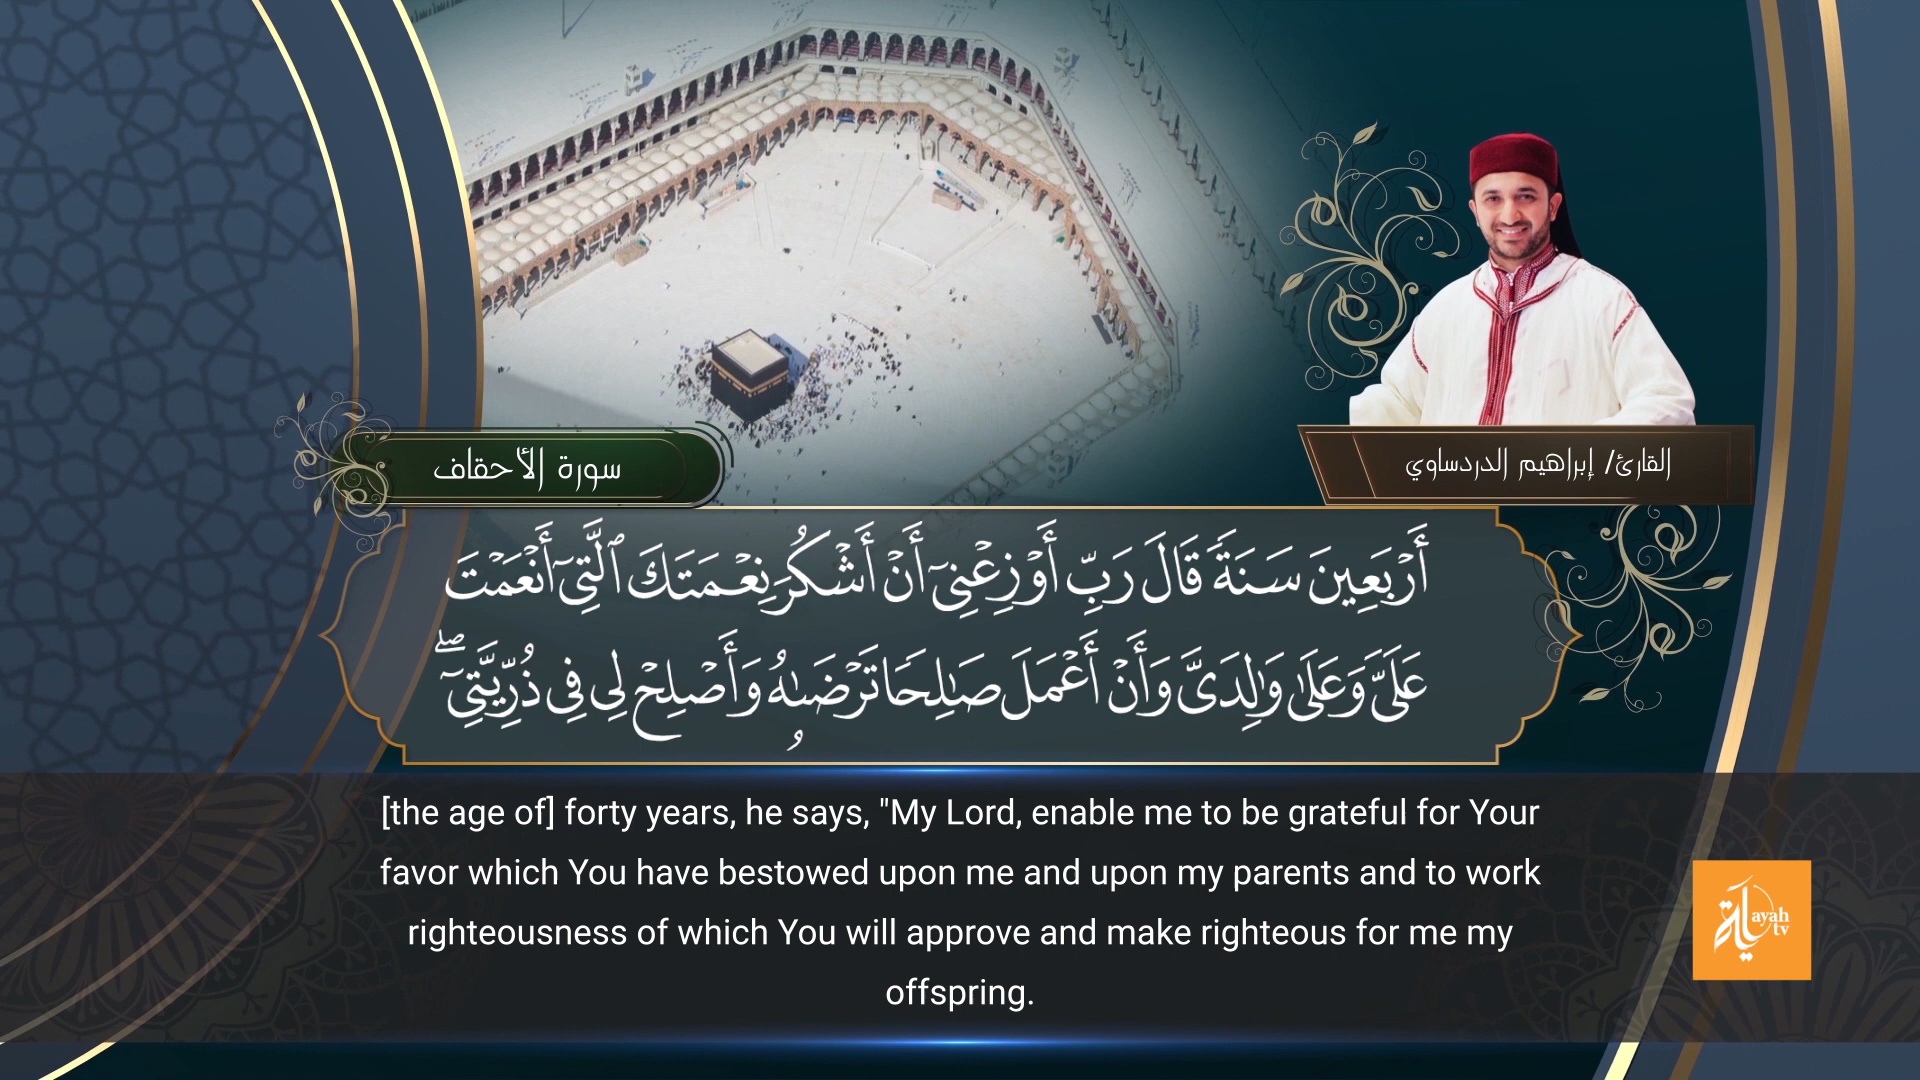 سورة الأحقاف
القارئ/ إبراهيم الدردساوي
أَرْبَعِينَ سَنَةً قَالَ رَبِّ أَوْزِعْنِىٓ أَنْ أَشْكُرَ نِعْمَتَكَ ٱلَّتِىٓ أَنْعَمْتَ
عَلَىَّ وَعَلَىٰ وَٰلِدَىَّ وَأَنْ أَعْمَلَ صَـٰلِحًا تَرْضَىٰهُ وَأَصْلِحْ لِى فِى ذُرِّيَّتِىٓ ۖ
[the age of] forty years, he says, "My Lord, enable me to be grateful for Your
favor which You have bestowed upon me and upon my parents and to work
righteousness of which You will approve and make righteous for me my
offspring.
آية
ayah
tv